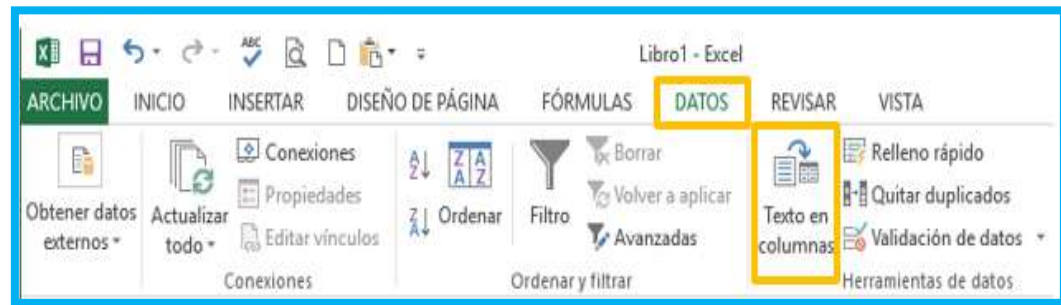 ABC
Libro1 - Excel
ARCHIVO INICIO INSERTAR DISEÑO DE PÁGINA FÓRMULAS DATOS REVISAR VISTA
Obtener datos
externos
Actualizar
todo
Conexiones
Propiedades
Editar vínculos
Conexiones
A
Z
Z
A
Z A
A Z
Ordenar
Filtro
Borrar
Volver a aplicar
Avanzadas
Ordenar y filtrar
Texto en
columnas
Relleno rápido
Quitar duplicados
Validación de datos
Herramientas de datos